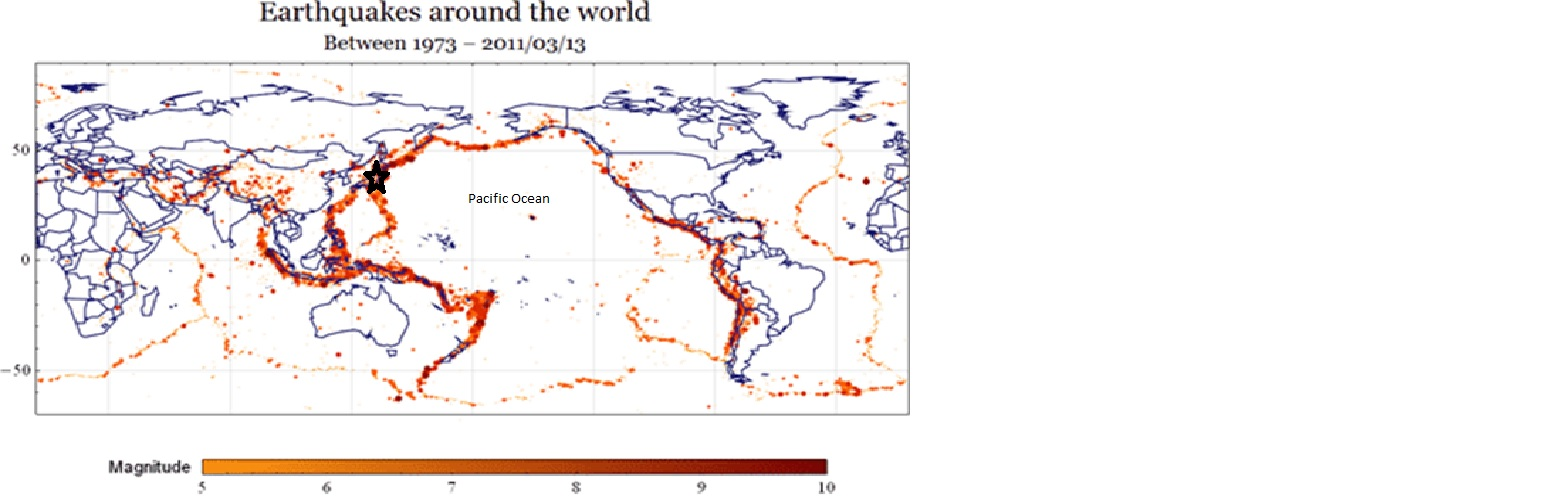 Earthquakes around the world
Between 1973 – 2011/03/13
50
Pacific Ocean
0
−50
Magnitude
5 6 7 8 9 10